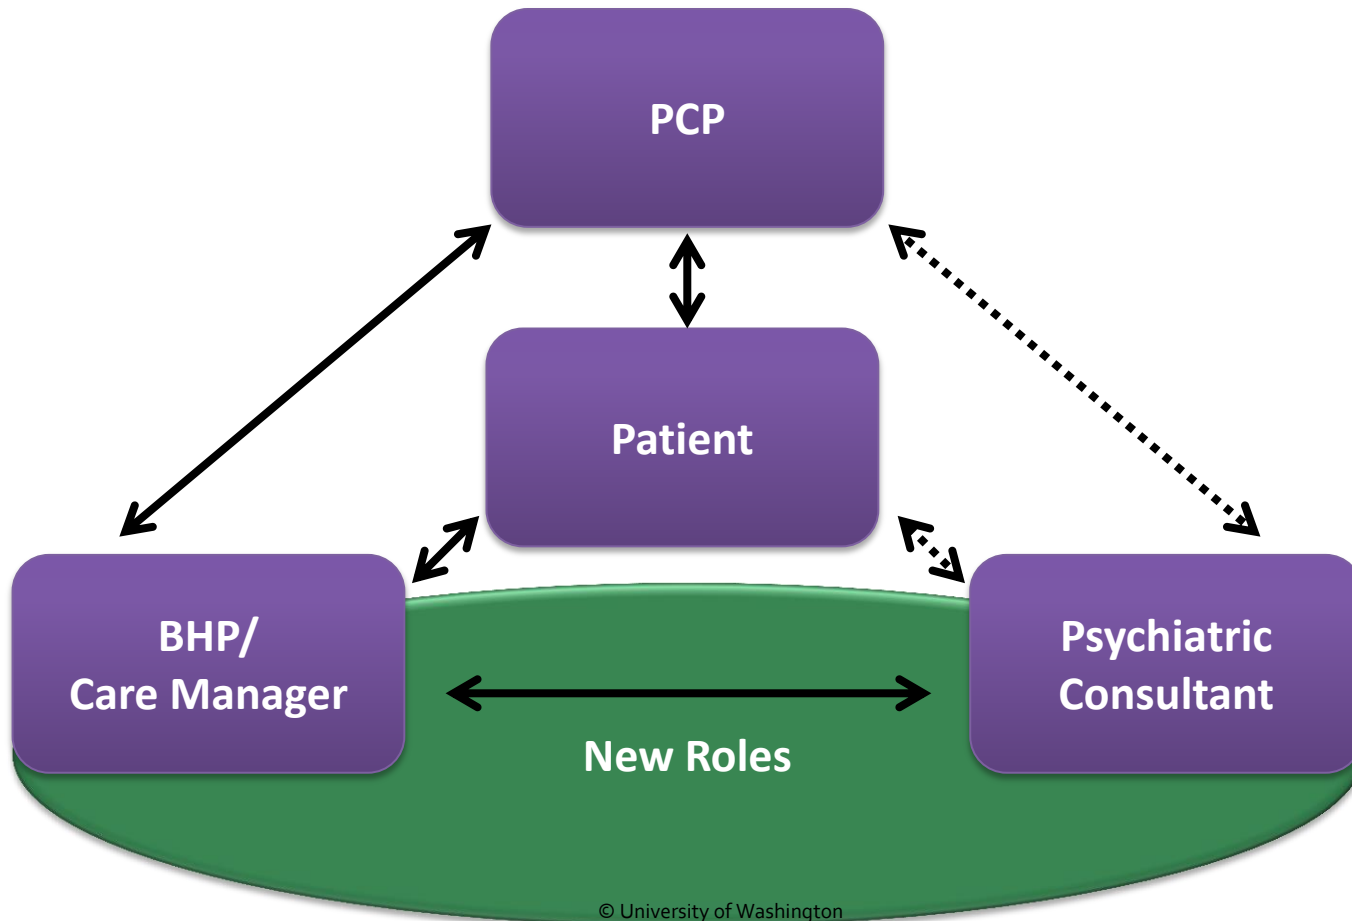 PCP
Patient
BHP/
Care Manager
Psychiatric
Consultant
New Roles
© University of Washington